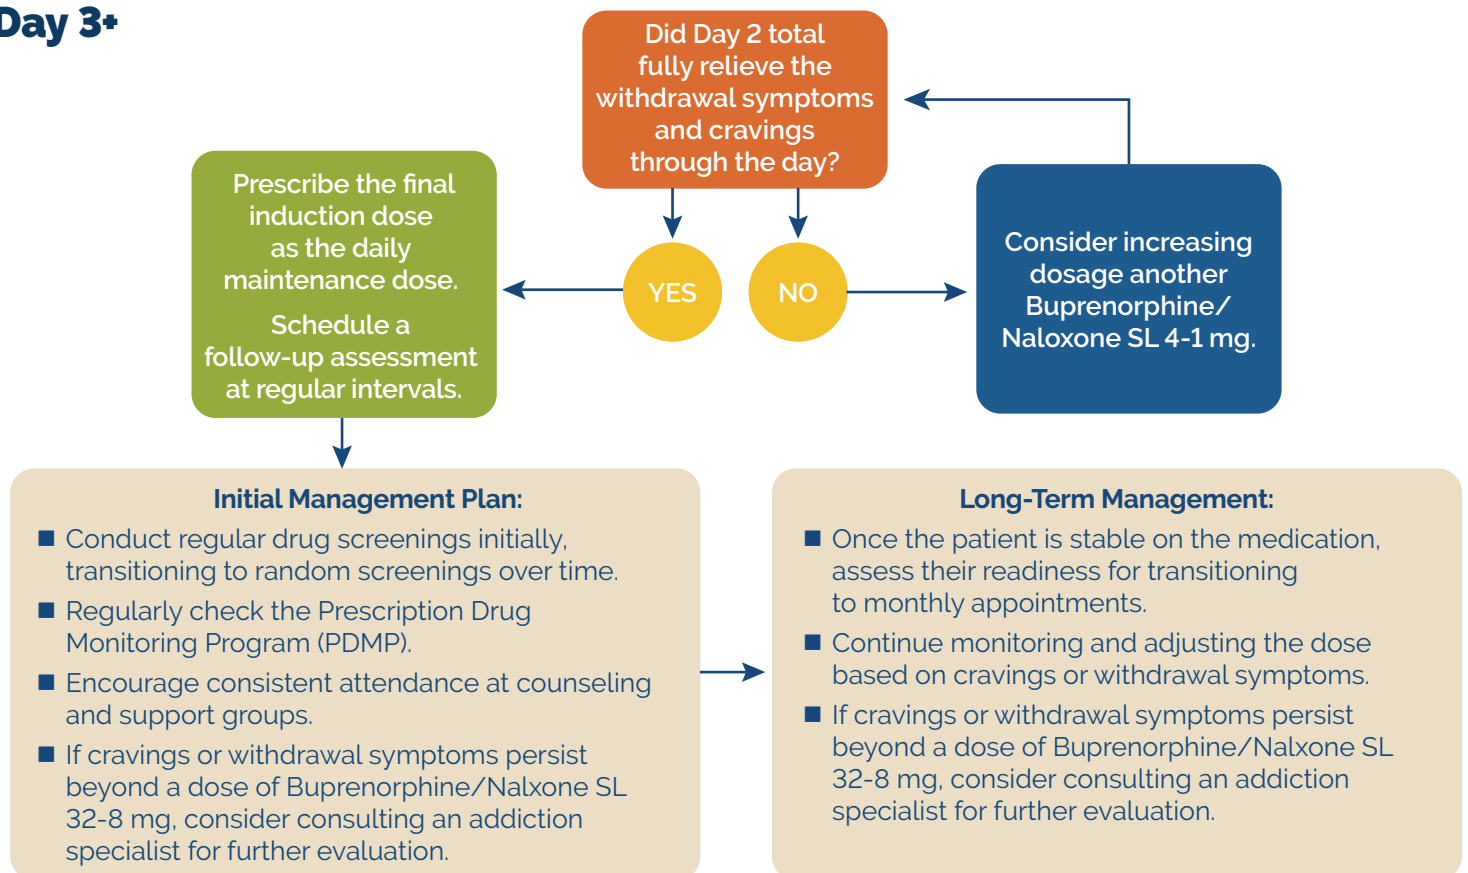 Day 3+
Did Day 2 total
fully relieve the
withdrawal symptoms
and cravings
through the day?
Prescribe the final
induction dose
as the daily
maintenance dose.
Schedule a
follow-up assessment
at regular intervals.
YES
NO
Consider increasing
dosage another
Buprenorphine/
Naloxone SL 4-1 mg.
Initial Management Plan:
■ Conduct regular drug screenings initially,
transitioning to random screenings over time.
■ Regularly check the Prescription Drug
Monitoring Program (PDMP).
■ Encourage consistent attendance at counseling
and support groups.
■ If cravings or withdrawal symptoms persist
beyond a dose of Buprenorphine/Nalxone SL
32-8 mg, consider consulting an addiction
specialist for further evaluation.
Long-Term Management:
■ Once the patient is stable on the medication,
assess their readiness for transitioning
to monthly appointments.
■ Continue monitoring and adjusting the dose
based on cravings or withdrawal symptoms.
■ If cravings or withdrawal symptoms persist
beyond a dose of Buprenorphine/Nalxone SL
32-8 mg, consider consulting an addiction
specialist for further evaluation.